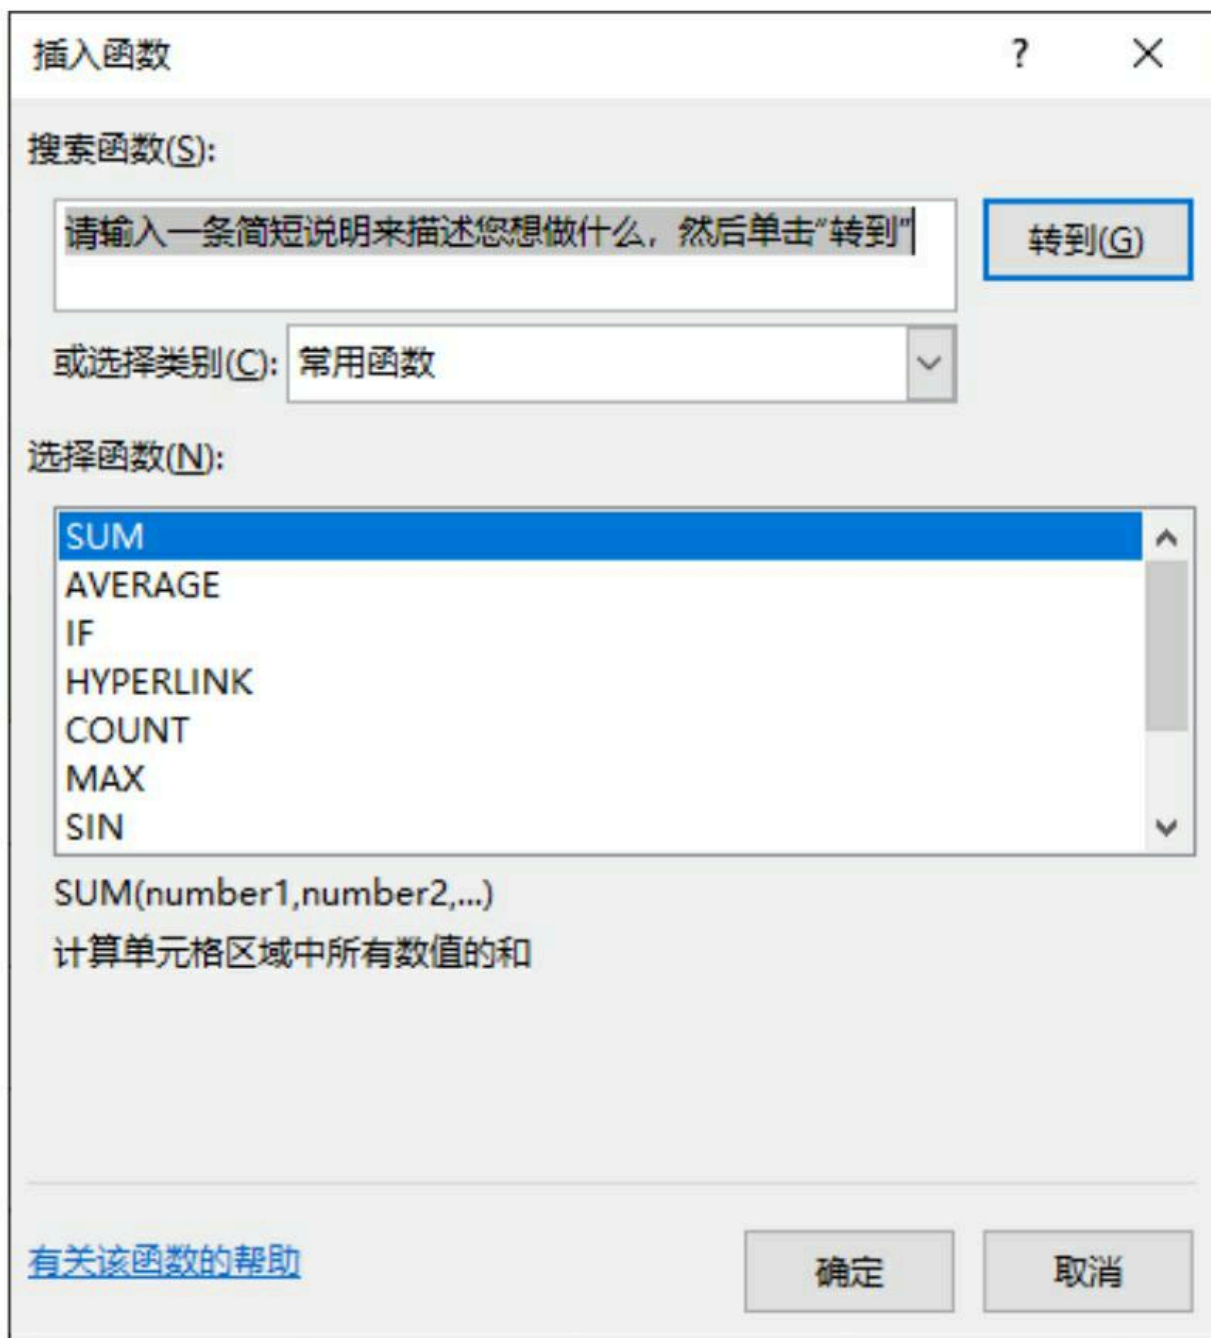 插入函数
搜索函数(S):
请输入一条简短说明来描述您想做什么，然后单击“转到”
转到(G)
或选择类别(C): 常用函数
选择函数(N):
SUM
AVERAGE
IF
HYPERLINK
COUNT
MAX
SIN
SUM(number1,number2,...)
计算单元格区域中所有数值的和
有关该函数的帮助
确定
取消